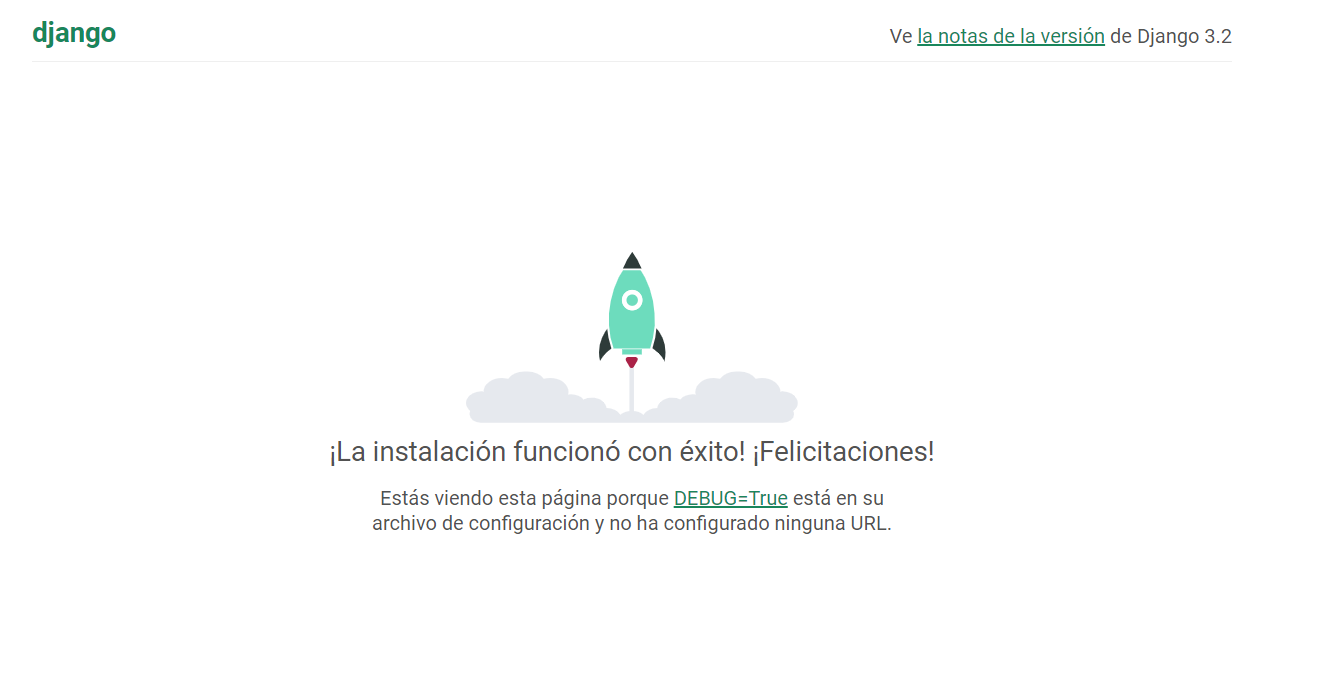 django
Ve la notas de la versión de Django 3.2
¡La instalación funcionó con éxito! ¡Felicitaciones!
Estás viendo esta página porque DEBUG=True está en su
archivo de configuración y no ha configurado ninguna URL.